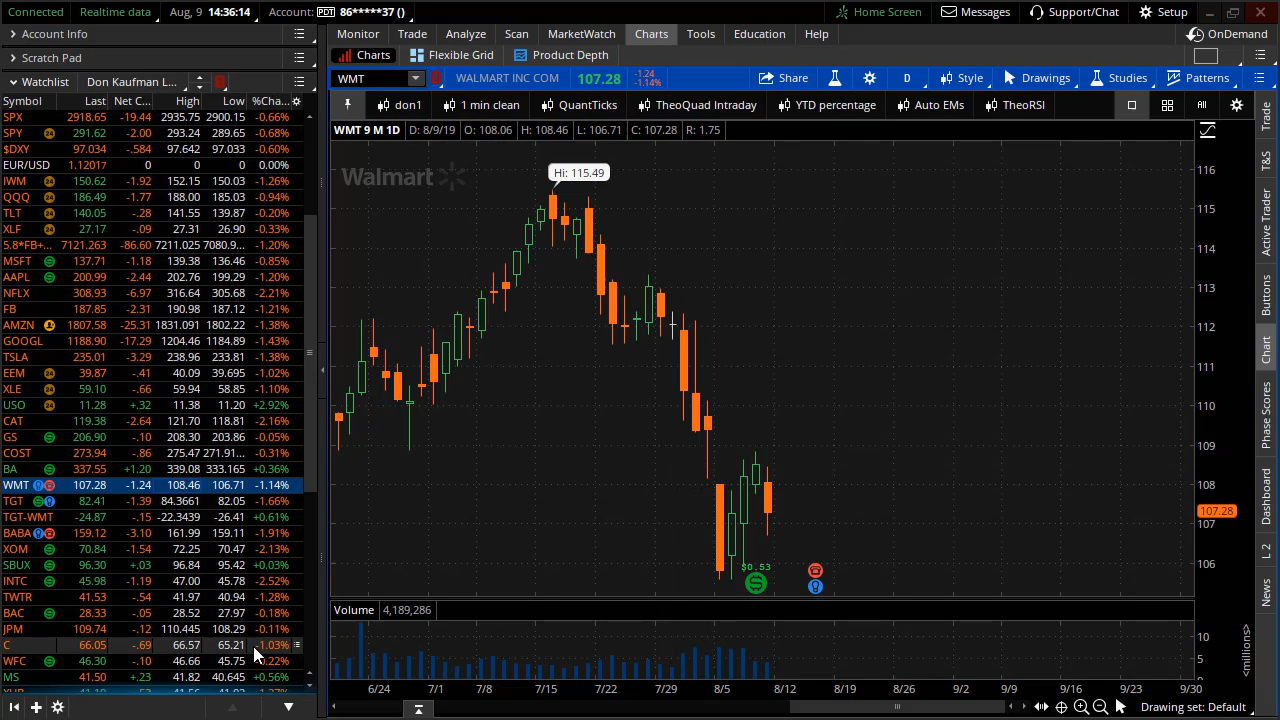 Connected Realtime data Aug, 9 14:36:14 Account: PDT 86*****37 () Home Screen Messages Support/Chat Setup
Account Info
Monitor Trade Analyze Scan MarketWatch Charts Tools Education Help OnDemand
Scratch Pad
Charts Flexible Grid Product Depth
Watchlist Don Kaufman L...
WMT WALMART INC COM 107.28 -1.24 -1.14% Share D Style Drawings Studies Patterns
don1 1 min clean QuantTicks TheoQuad Intraday YTD percentage Auto EMs TheoRSI All
WMT 9 M 1D D: 8/9/19 O: 108.06 H: 108.46 L: 106.71 C: 107.28 R: 1.75
Symbol Last Net C... High Low %Cha...
SPX 2918.65 -19.44 2935.75 2900.15 -0.66%
SPY 24 291.62 -2.00 293.24 289.65 -0.68%
$DXY 97.034 -.584 97.642 97.033 -0.60%
EUR/USD 1.12017 0 0 0 0.00%
IWM 24 150.62 -1.92 152.15 150.03 -1.26%
QQQ 24 186.49 -1.77 188.00 185.03 -0.94%
TLT 24 140.05 -.28 141.55 139.87 -0.20%
XLF 24 27.17 -.09 27.31 26.90 -0.33%
5.8*FB+... 7121.263 -86.60 7211.025 7080.9... -1.20%
MSFT 137.71 -1.18 139.38 136.46 -0.85%
AAPL 200.99 -2.44 202.76 199.29 -1.20%
NFLX 308.93 -6.97 316.64 305.68 -2.21%
FB 187.85 -2.31 190.98 187.12 -1.22%
AMZN 1807.58 -25.31 1831.091 1802.22 -1.38%
GOOGL 1188.90 -17.29 1204.46 1184.89 -1.43%
TSLA 235.01 -3.29 238.96 233.81 -1.38%
EEM 24 39.87 -.41 40.09 39.695 -1.02%
XLE 24 59.10 -.66 59.94 58.85 -1.10%
USO 24 11.28 +.32 11.38 11.20 +2.92%
CAT 119.38 -2.64 121.70 118.81 -2.16%
GS 206.90 -.10 208.30 203.86 -0.05%
COST 273.94 -.86 275.47 271.91... -0.31%
BA 337.55 +1.20 339.08 333.165 +0.36%
WMT 107.28 -1.24 108.46 106.71 -1.14%
TGT 82.41 -1.39 84.3661 82.05 -1.66%
TGT-WMT -24.87 -.15 -22.3439 -26.41 +0.61%
BABA 159.12 -3.10 161.99 159.11 -1.91%
XOM 70.84 -1.54 72.25 70.47 -2.13%
SBUX 96.30 +.03 96.84 95.42 +0.03%
INTC 45.98 -1.19 47.00 45.78 -2.52%
TWTR 41.20 -.54 41.97 40.94 -1.28%
BAC 28.33 -.05 28.52 27.97 -0.18%
JPM 109.74 -.12 110.445 108.29 -0.11%
C 66.05 -.69 66.57 65.21 -1.03%
WFC 46.30 -.10 46.66 45.75
MS 41.50 +.23 41.82 40.645 +0.56%
Walmart
Hi: 115.49
116
115
114
113
112
111
110
109
108
107.28
107
106
$0.53
Volume 4,189,286
10
5
<millions>
6/24 7/1 7/8 7/15 7/22 7/29 8/5 8/12 8/19 8/26 9/2 9/9 9/16 9/23 9/30
Drawing set: Default
Trade
T&S
Active Trader
Buttons
Chart
Phase Scores
Dashboard
L 2
News